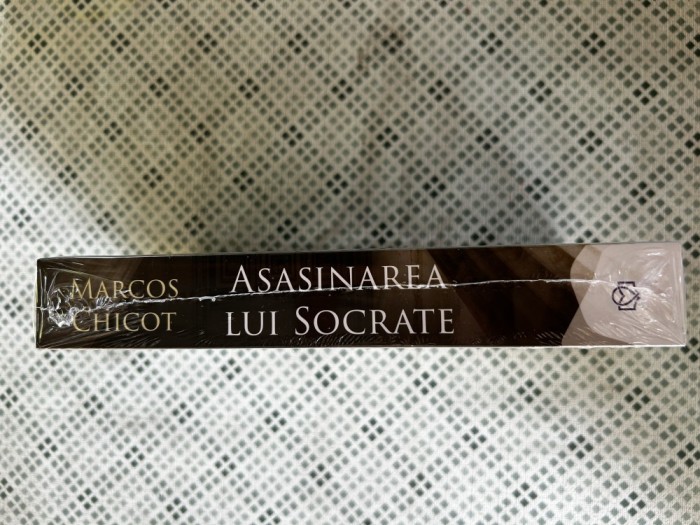 MARCOS
CHICOT
ASASINAREA
LUI SOCRATE